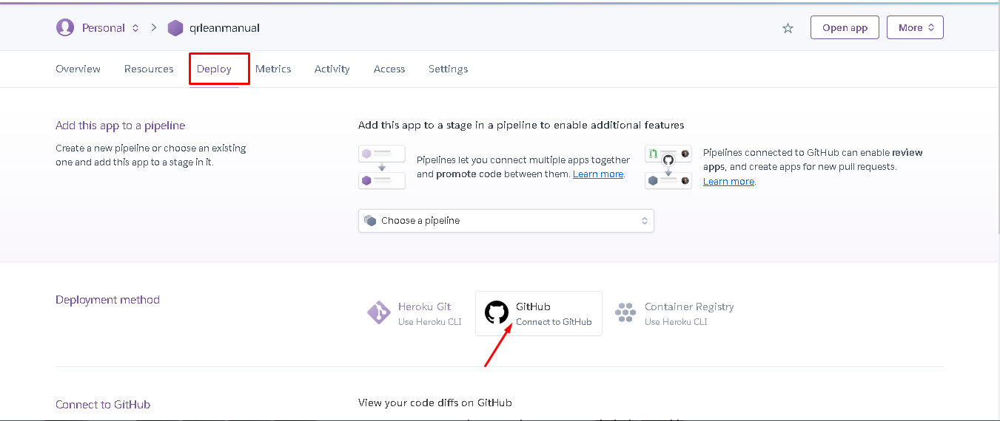 Personal > qrleanmanual
Open app
More
Overview
Resources
Deploy
Metrics
Activity
Access
Settings
Add this app to a pipeline
Create a new pipeline or choose an existing
one and add this app to a stage in it.
Add this app to a stage in a pipeline to enable additional features
Pipelines let you connect multiple apps together
and promote code between them. Learn more.
Pipelines connected to GitHub can enable review
apps, and create apps for new pull requests.
Learn more.
Choose a pipeline
Deployment method
Heroku Git
Use Heroku CLI
GitHub
Connect to GitHub
Container Registry
Use Heroku CLI
Connect to GitHub
View your code diffs on GitHub